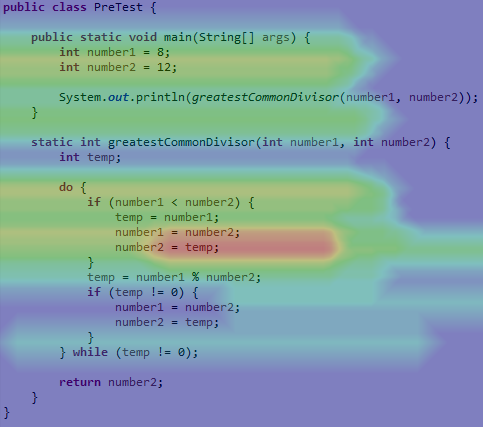 public class PreTest {
public static void main(String[] args) {
int number1 = 8;
int number2 = 12;
System.out.println(greatestCommonDivisor(number1, number2));
}
static int greatestCommonDivisor(int number1, int number2) {
int temp;
do {
if (number1 < number2) {
temp = number1;
number1 = number2;
number2 = temp;
}
temp = number1 % number2;
if (temp != 0) {
number1 = number2;
number2 = temp;
}
} while (temp != 0);
return number2;
}
}